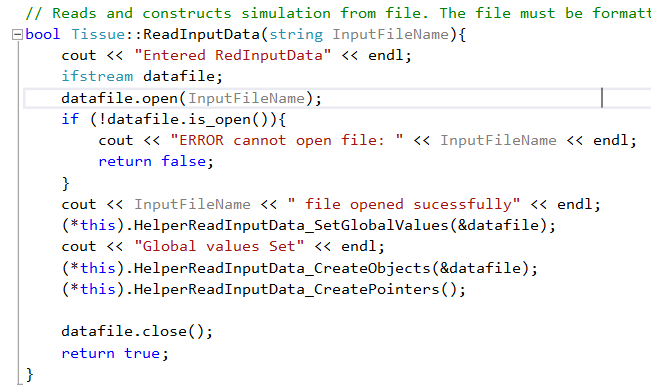 // Reads and constructs simulation from file. The file must be formatt
bool Tissue::ReadInputData(string InputFileName){
cout << "Entered RedInputData" << endl;
ifstream datafile;
datafile.open(InputFileName);
if (!datafile.is_open()){
cout << "ERROR cannot open file: " << InputFileName << endl;
return false;
}
cout << InputFileName << " file opened sucessfully" << endl;
(*this).HelperReadInputData_SetGlobalValues(&datafile);
cout << "Global values Set" << endl;
(*this).HelperReadInputData_CreateObjects(&datafile);
(*this).HelperReadInputData_CreatePointers();
datafile.close();
return true;
}